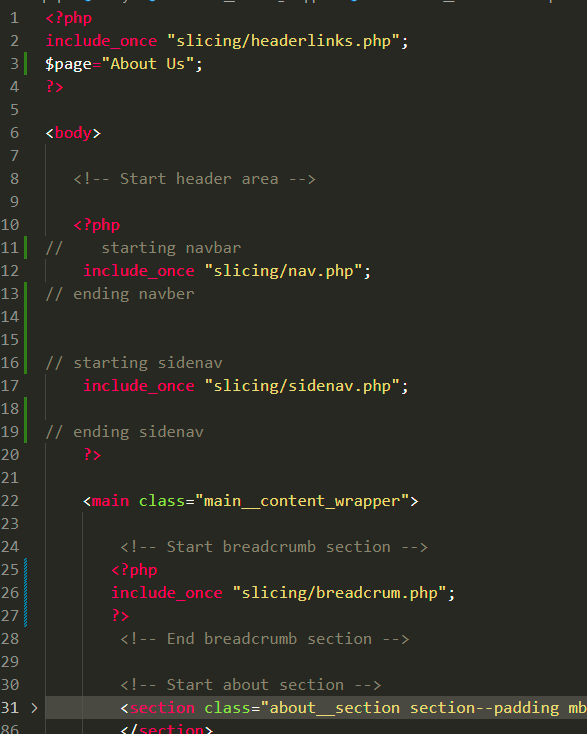 1 <?php
2 include_once "slicing/headerlinks.php";
3 $page="About Us";
4 ?>
5
6 <body>
7
8 <!-- Start header area -->
9
10 <?php
11 // starting navbar
12 include_once "slicing/nav.php";
13 // ending navber
14
15
16 // starting sidenav
17 include_once "slicing/sidenav.php";
18
19 // ending sidenav
20 ?>
21
22 <main class="main__content_wrapper">
23
24 <!-- Start breadcrumb section -->
25 <?php
26 include_once "slicing/breadcrum.php";
27 ?>
28 <!-- End breadcrumb section -->
29
30 <!-- Start about section -->
31 <section class="about__section section--padding mb
86 </section>